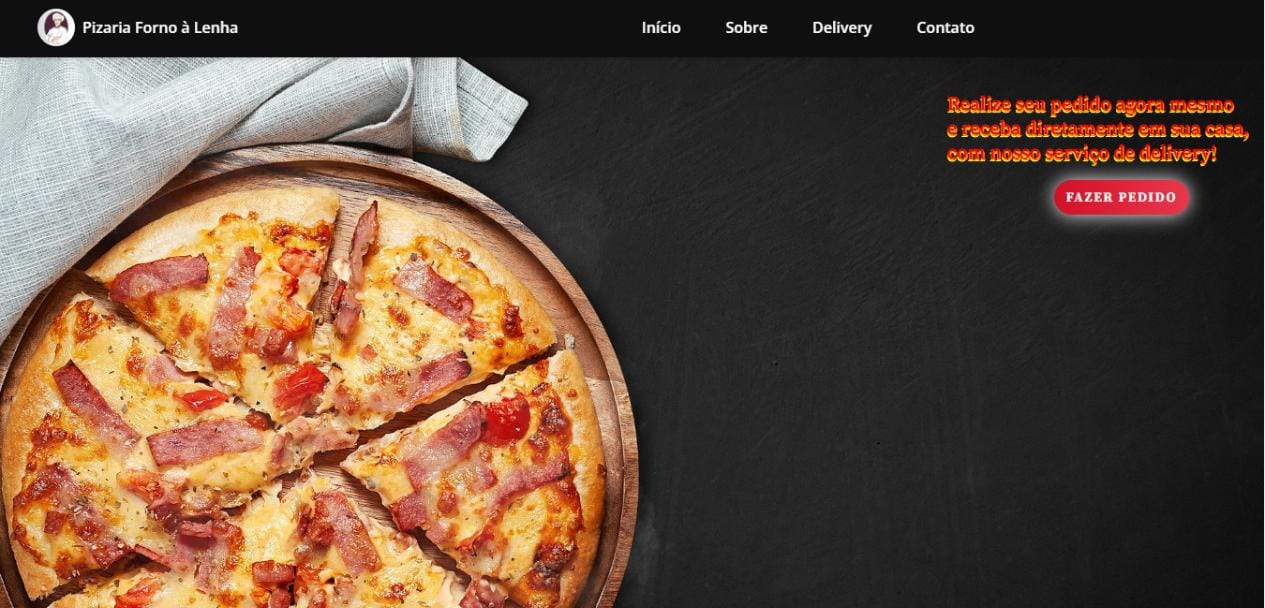 Pizaria Forno à Lenha
Início Sobre Delivery Contato
Realize seu pedido agora mesmo
e receba diretamente em sua casa,
com nosso serviço de delivery!
FAZER PEDIDO